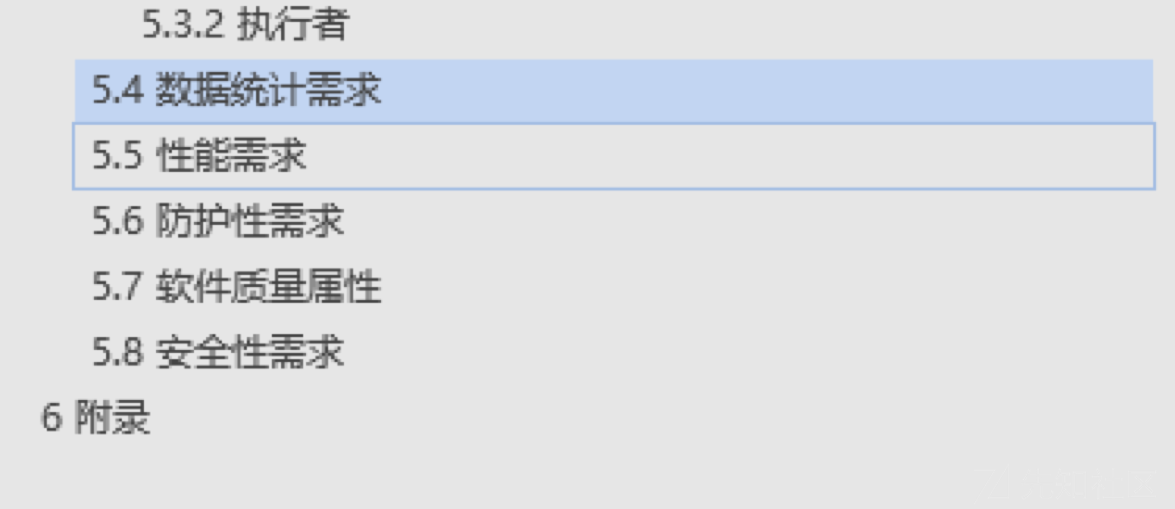 5.3.2 执行者
5.4 数据统计需求
5.5 性能需求
5.6 防护性需求
5.7 软件质量属性
5.8 安全性需求
6 附录